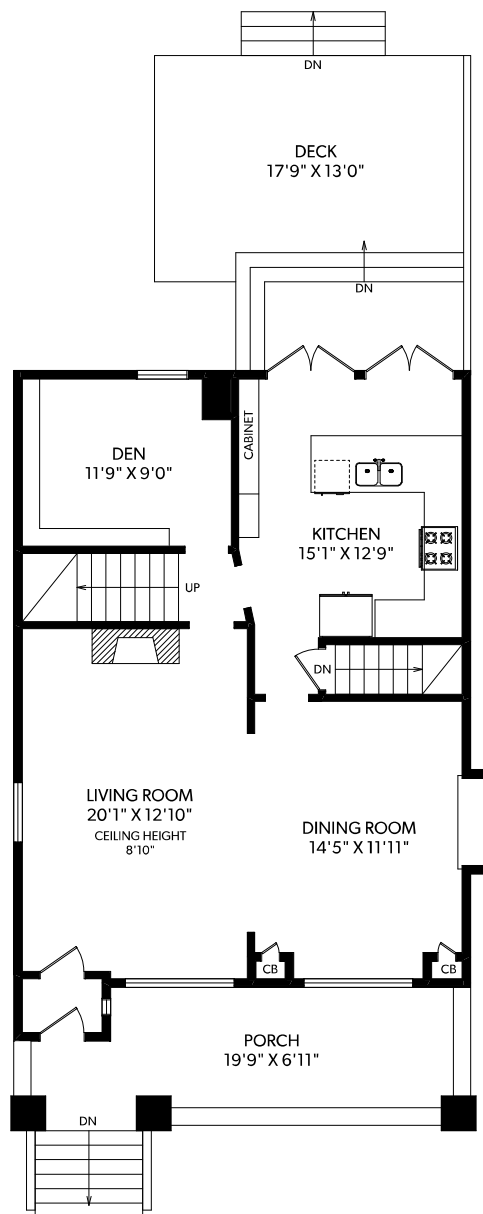 DN
DECK
17'9" X 13'0"
DN
CABINET
DEN
11'9" X 9'0"
KITCHEN
15'1" X 12'9"
UP
DN
LIVING ROOM
20'1" X 12'10"
CEILING HEIGHT
8'10"
DINING ROOM
14'5" X 11'11"
CB
CB
PORCH
19'9" X 6'11"
DN